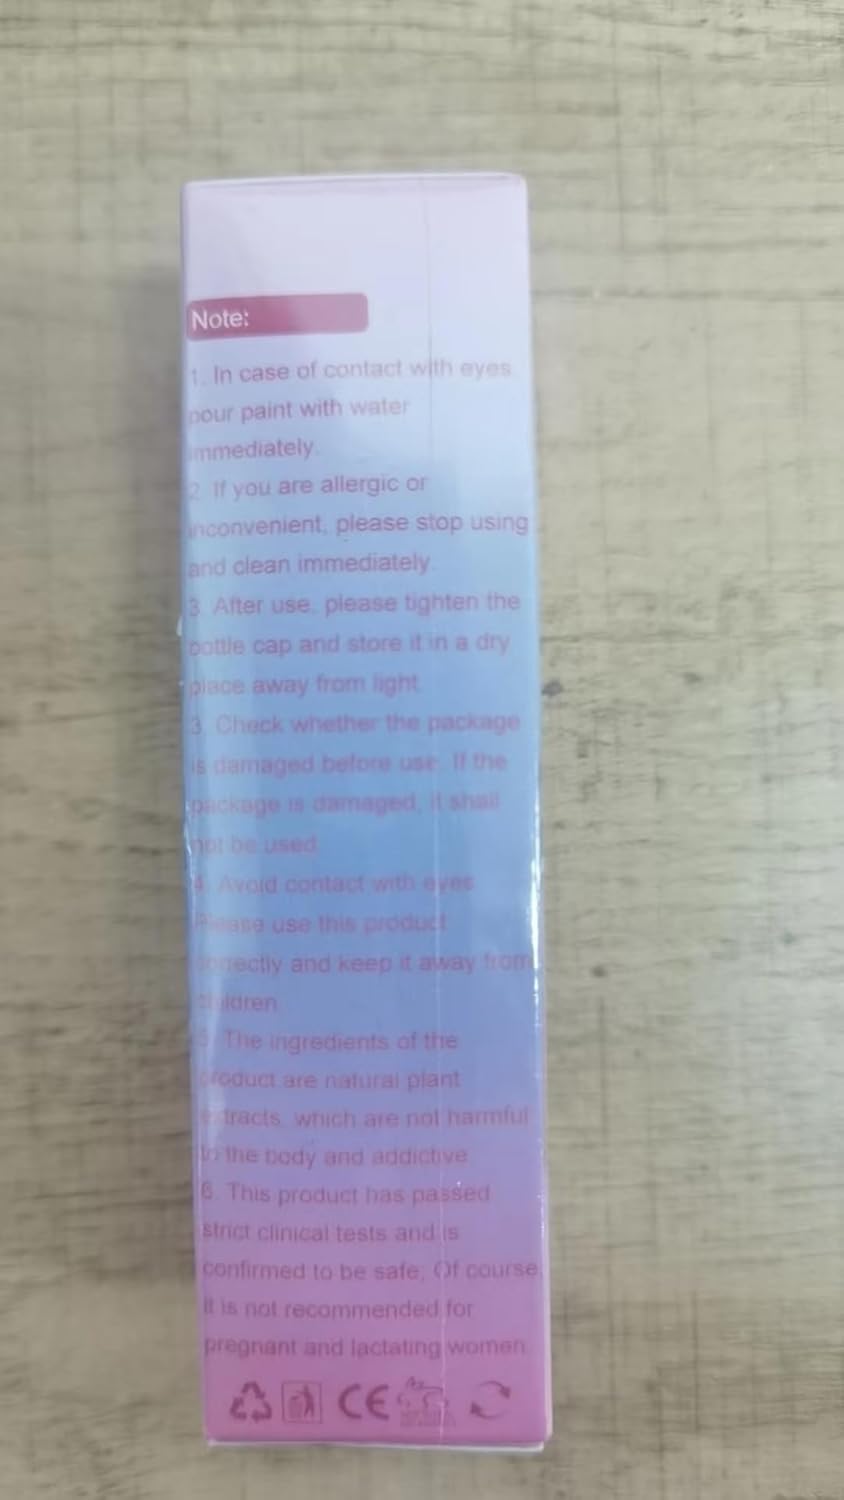 Note:
1. In case of contact with eyes,
pour paint with water
immediately.
2. If you are allergic or
inconvenient, please stop using
and clean immediately.
3. After use, please tighten the
bottle cap and store it in a dry
place away from light.
3. Check whether the package
is damaged before use. If the
package is damaged, it shall
not be used.
4. Avoid contact with eyes.
Please use this product
correctly and keep it away from
children.
5. The ingredients of the
product are natural plant
extracts, which are not harmful
to the body and addictive.
6. This product has passed
strict clinical tests and is
confirmed to be safe; Of course,
it is not recommended for
pregnant and lactating women.
CE